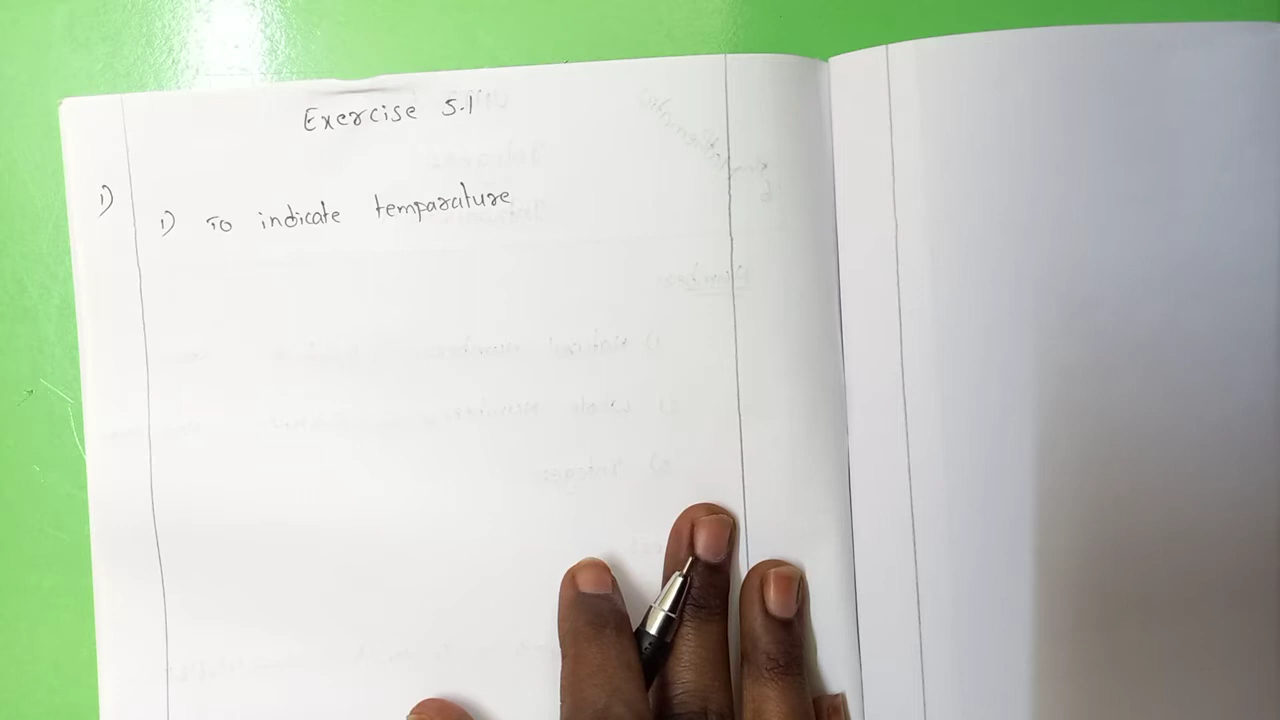 Exercise 5.1
1) 1) To indicate temparature